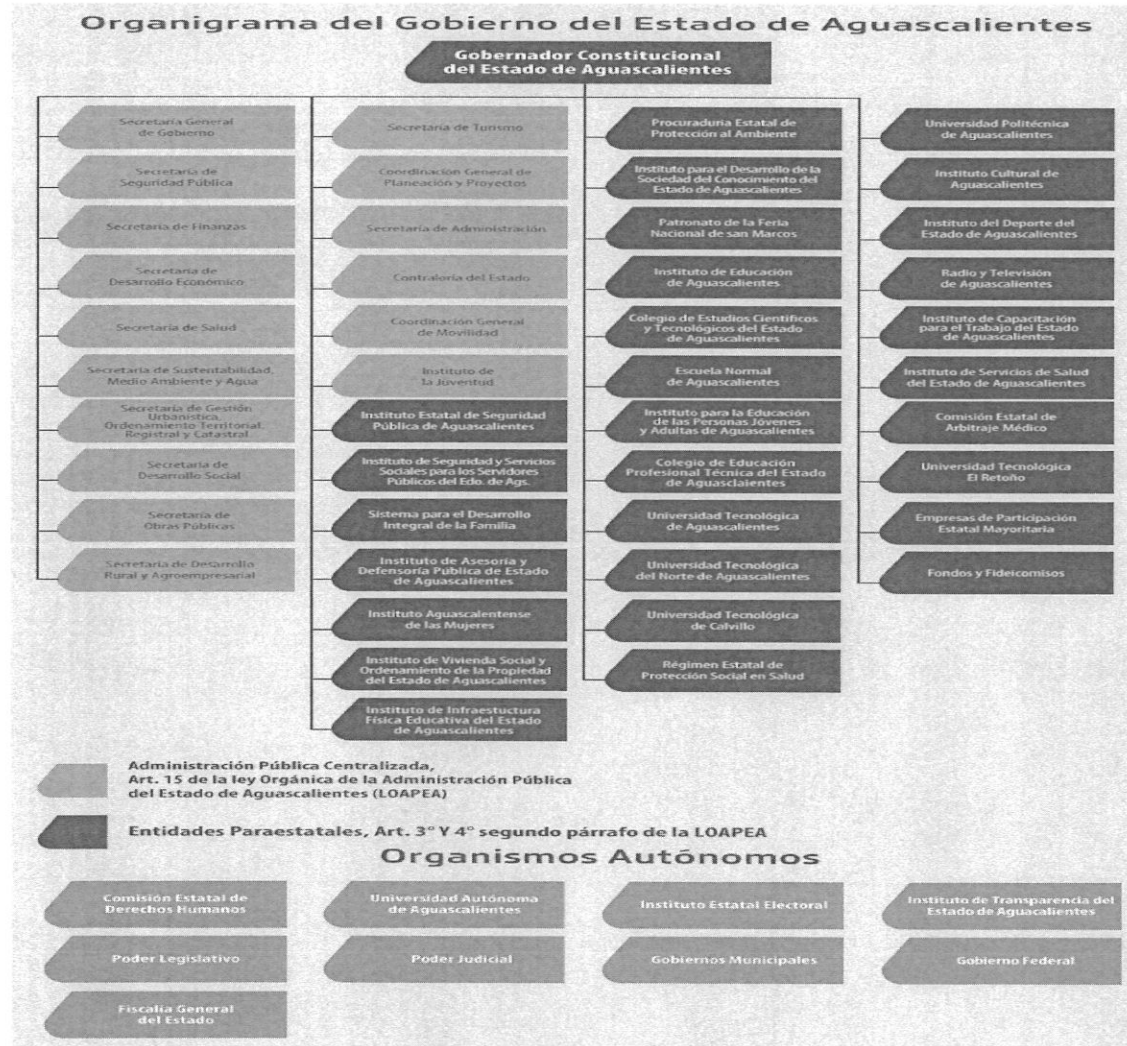 Organigrama del Gobierno del Estado de Aguascalientes
Gobernador Constitucional
del Estado de Aguascalientes
Secretaría General
de Gobierno
Secretaría de
Seguridad Pública
Secretaría de Finanzas
Secretaría de
Desarrollo Económico
Secretaría de Salud
Secretaría de Sustentabilidad,
Medio Ambiente y Agua
Secretaría de Gestión
Urbanística,
Ordenamiento Territorial,
Registral y Catastral
Secretaría de
Desarrollo Social
Secretaría de
Obras Públicas
Secretaría de Desarrollo
Rural y Agroempresarial
Secretaría de Turismo
Coordinación General de
Planeación y Proyectos
Secretaría de Administración
Contraloría del Estado
Coordinación General
de Movilidad
Instituto de
la Júventud
Instituto Estatal de Seguridad
Pública de Aguascalientes
Instituto de Seguridad y Servicios
Sociales para los Servidores
Públicos del Edo. de Ags.
Sistema para el Desarrollo
Integral de la Familia
Instituto de Asesoría y
Defensoría Pública de Estado
de Aguascalientes
Instituto Aguascalentense
de las Mujeres
Instituto de Vivienda Social y
Ordenamiento de la Propiedad
del Estado de Aguascalientes
Instituto de Infraestuctura
Física Educativa del Estado
de Aguascalientes
Procuraduría Estatal de
Protección al Ambiente
Instituto para el Desarrollo de la
Sociedad del Conocimiento del
Estado de Aguascalientes
Patronato de la Feria
Nacional de san Marcos
Instituto de Educación
de Aguascalientes
Colegio de Estudios Científicos
y Tecnológicos del Estado
de Aguascalientes
Escuela Normal
de Aguascalientes
Instituto para la Educación
de las Personas Jóvenes
y Adultas de Aguascalientes
Colegio de Educación
Profesional Técnica del Estado
de Aguasclaientes
Universidad Tecnológica
de Aguascalientes
Universidad Tecnológica
del Norte de Aguascalientes
Universidad Tecnológica
de Calvillo
Régimen Estatal de
Protección Social en Salud
Universidad Politécnica
de Aguascalientes
Instituto Cultural de
Aguascalientes
Instituto del Deporte del
Estado de Aguascalientes
Radio y Televisión
de Aguascalientes
Instituto de Capacitación
para el Trabajo del Estado
de Aguascalientes
Instituto de Servicios de Salud
del Estado de Aguascalientes
Comisión Estatal de
Arbitraje Médico
Universidad Tecnológica
El Retoño
Empresas de Participación
Estatal Mayoritaria
Fondos y Fideicomisos
Administración Pública Centralizada,
Art. 15 de la ley Orgánica de la Administración Pública
del Estado de Aguascalientes (LOAPEA)
Entidades Paraestatales, Art. 3° Y 4° segundo párrafo de la LOAPEA
Organismos Autónomos
Comisión Estatal de
Derechos Humanos
Universidad Autónoma
de Aguascalientes
Instituto Estatal Electoral
Instituto de Transparencia del
Estado de Aguacalientes
Poder Legislativo
Poder Judicial
Gobiernos Municipales
Gobierno Federal
Fiscalía General
del Estado